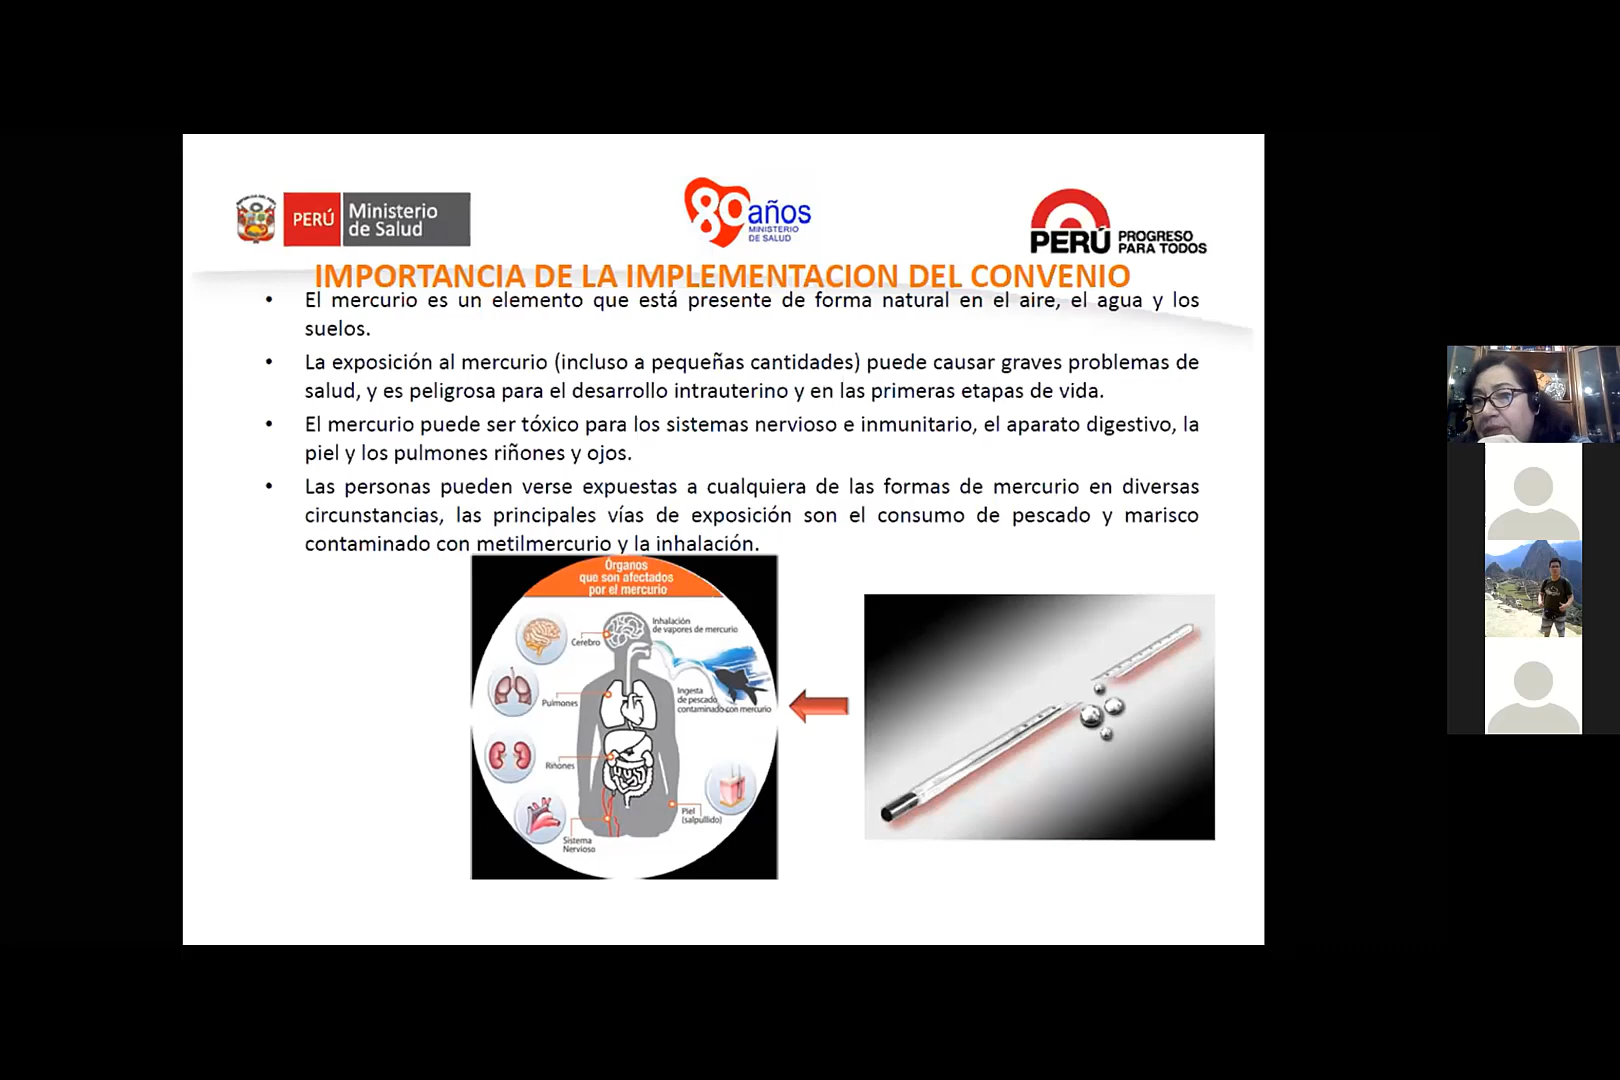 PERÚ
Ministerio
de Salud
80 años
MINISTERIO
DE SALUD
PERÚ
PROGRESO
PARA TODOS
IMPORTANCIA DE LA IMPLEMENTACION DEL CONVENIO
• El mercurio es un elemento que está presente de forma natural en el aire, el agua y los
suelos.
• La exposición al mercurio (incluso a pequeñas cantidades) puede causar graves problemas de
salud, y es peligrosa para el desarrollo intrauterino y en las primeras etapas de vida.
• El mercurio puede ser tóxico para los sistemas nervioso e inmunitario, el aparato digestivo, la
piel y los pulmones riñones y ojos.
• Las personas pueden verse expuestas a cualquiera de las formas de mercurio en diversas
circunstancias, las principales vías de exposición son el consumo de pescado y marisco
contaminado con metilmercurio y la inhalación.
Órganos
que son afectados
por el mercurio
Inhalación
de vapores de mercurio
Cerebro
Ingesta
de pescado
contaminado con mercurio
Pulmones
Riñones
Piel
(salpullido)
Sistema
Nervioso